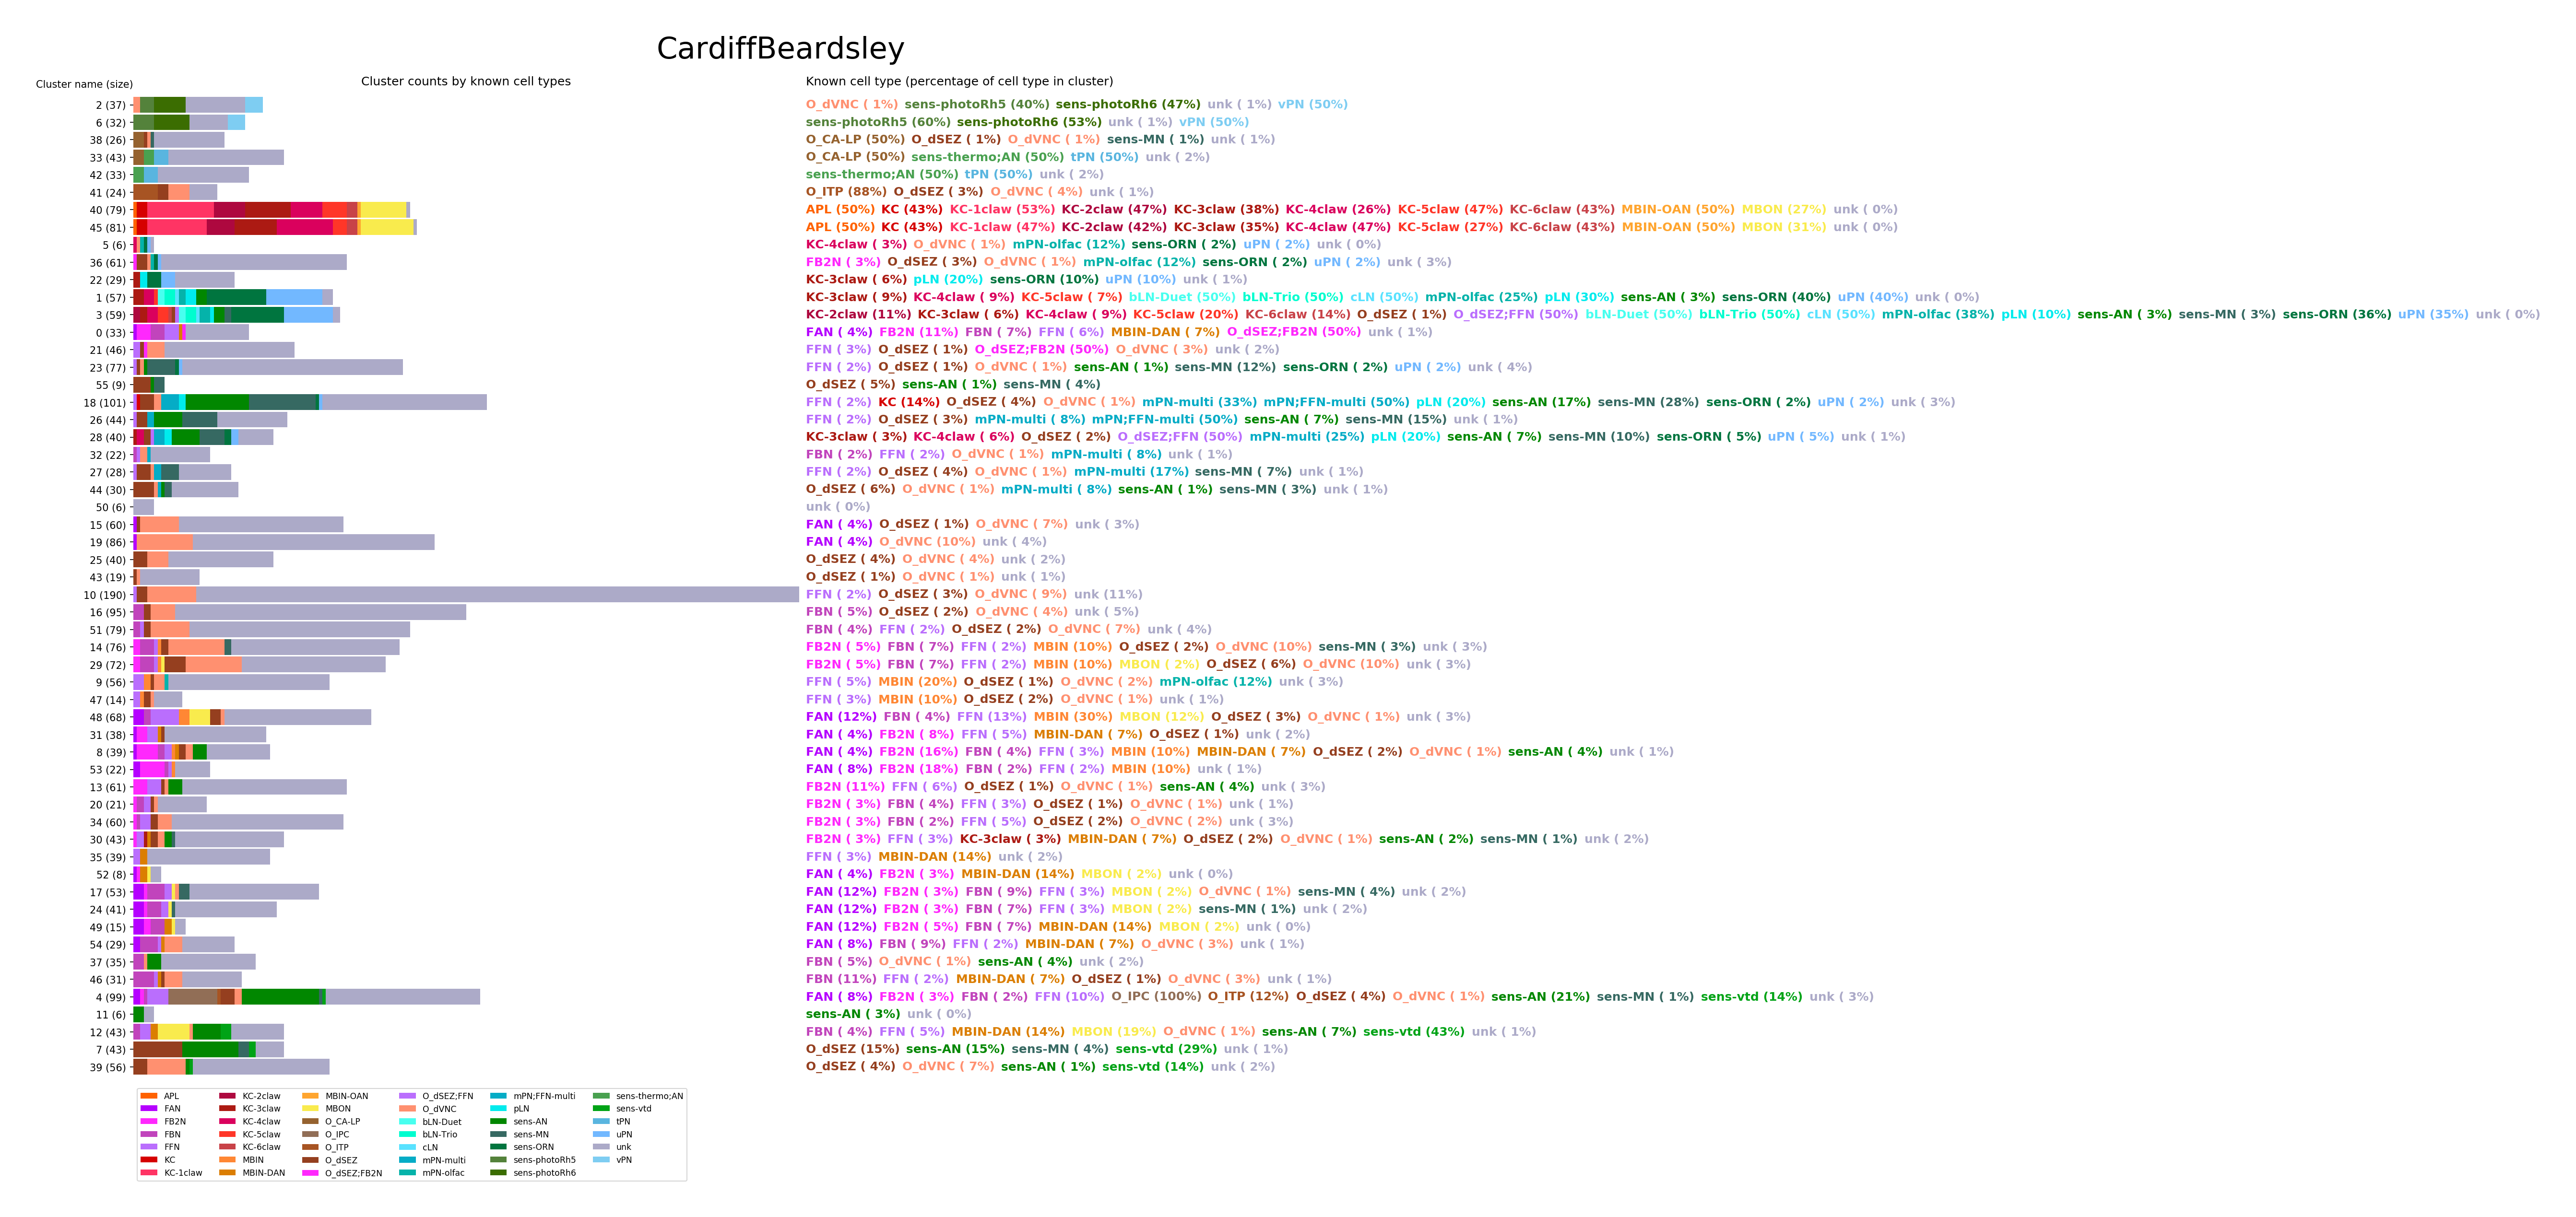 CardiffBeardsley
Cluster name (size)
Cluster counts by known cell types
Known cell type (percentage of cell type in cluster)
2 (37) O_dVNC ( 1%) sens-photoRh5 (40%) sens-photoRh6 (47%) unk ( 1%) vPN (50%)
6 (32) sens-photoRh5 (60%) sens-photoRh6 (53%) unk ( 1%) vPN (50%)
38 (26) O_CA-LP (50%) O_dSEZ ( 1%) O_dVNC ( 1%) sens-MN ( 1%) unk ( 1%)
33 (43) O_CA-LP (50%) sens-thermo;AN (50%) tPN (50%) unk ( 2%)
42 (33) sens-thermo;AN (50%) tPN (50%) unk ( 2%)
41 (24) O_ITP (88%) O_dSEZ ( 3%) O_dVNC ( 4%) unk ( 1%)
40 (79) APL (50%) KC (43%) KC-1claw (53%) KC-2claw (47%) KC-3claw (38%) KC-4claw (26%) KC-5claw (47%) KC-6claw (43%) MBIN-OAN (50%) MBON (27%) unk ( 0%)
45 (81) APL (50%) KC (43%) KC-1claw (47%) KC-2claw (42%) KC-3claw (35%) KC-4claw (47%) KC-5claw (27%) KC-6claw (43%) MBIN-OAN (50%) MBON (31%) unk ( 0%)
5 (6) KC-4claw ( 3%) O_dVNC ( 1%) mPN-olfac (12%) sens-ORN ( 2%) uPN ( 2%) unk ( 0%)
36 (61) FB2N ( 3%) O_dSEZ ( 3%) O_dVNC ( 1%) mPN-olfac (12%) sens-ORN ( 2%) uPN ( 2%) unk ( 3%)
22 (29) KC-3claw ( 6%) pLN (20%) sens-ORN (10%) uPN (10%) unk ( 1%)
1 (57) KC-3claw ( 9%) KC-4claw ( 9%) KC-5claw ( 7%) bLN-Duet (50%) bLN-Trio (50%) cLN (50%) mPN-olfac (25%) pLN (30%) sens-AN ( 3%) sens-ORN (40%) uPN (40%) unk ( 0%)
3 (59) KC-2claw (11%) KC-3claw ( 6%) KC-4claw ( 9%) KC-5claw (20%) KC-6claw (14%) O_dSEZ ( 1%) O_dSEZ;FFN (50%) bLN-Duet (50%) bLN-Trio (50%) cLN (50%) mPN-olfac (38%) pLN (10%) sens-AN ( 3%) sens-MN ( 3%) sens-ORN (36%) uPN (35%) unk ( 0%)
0 (33) FAN ( 4%) FB2N (11%) FBN ( 7%) FFN ( 6%) MBIN-DAN ( 7%) O_dSEZ;FB2N (50%) unk ( 1%)
21 (46) FFN ( 3%) O_dSEZ ( 1%) O_dSEZ;FB2N (50%) O_dVNC ( 3%) unk ( 2%)
23 (77) FFN ( 2%) O_dSEZ ( 1%) O_dVNC ( 1%) sens-AN ( 1%) sens-MN (12%) sens-ORN ( 2%) uPN ( 2%) unk ( 4%)
55 (9) O_dSEZ ( 5%) sens-AN ( 1%) sens-MN ( 4%)
18 (101) FFN ( 2%) KC (14%) O_dSEZ ( 4%) O_dVNC ( 1%) mPN-multi (33%) mPN;FFN-multi (50%) pLN (20%) sens-AN (17%) sens-MN (28%) sens-ORN ( 2%) uPN ( 2%) unk ( 3%)
26 (44) FFN ( 2%) O_dSEZ ( 3%) mPN-multi ( 8%) mPN;FFN-multi (50%) sens-AN ( 7%) sens-MN (15%) unk ( 1%)
28 (40) KC-3claw ( 3%) KC-4claw ( 6%) O_dSEZ ( 2%) O_dSEZ;FFN (50%) mPN-multi (25%) pLN (20%) sens-AN ( 7%) sens-MN (10%) sens-ORN ( 5%) uPN ( 5%) unk ( 1%)
32 (22) FBN ( 2%) FFN ( 2%) O_dVNC ( 1%) mPN-multi ( 8%) unk ( 1%)
27 (28) FFN ( 2%) O_dSEZ ( 4%) O_dVNC ( 1%) mPN-multi (17%) sens-MN ( 7%) unk ( 1%)
44 (30) O_dSEZ ( 6%) O_dVNC ( 1%) mPN-multi ( 8%) sens-AN ( 1%) sens-MN ( 3%) unk ( 1%)
50 (6) unk ( 0%)
15 (60) FAN ( 4%) O_dSEZ ( 1%) O_dVNC ( 7%) unk ( 3%)
19 (86) FAN ( 4%) O_dVNC (10%) unk ( 4%)
25 (40) O_dSEZ ( 4%) O_dVNC ( 4%) unk ( 2%)
43 (19) O_dSEZ ( 1%) O_dVNC ( 1%) unk ( 1%)
10 (190) FFN ( 2%) O_dSEZ ( 3%) O_dVNC ( 9%) unk (11%)
16 (95) FBN ( 5%) O_dSEZ ( 2%) O_dVNC ( 4%) unk ( 5%)
51 (79) FBN ( 4%) FFN ( 2%) O_dSEZ ( 2%) O_dVNC ( 7%) unk ( 4%)
14 (76) FB2N ( 5%) FBN ( 7%) FFN ( 2%) MBIN (10%) O_dSEZ ( 2%) O_dVNC (10%) sens-MN ( 3%) unk ( 3%)
29 (72) FB2N ( 5%) FBN ( 7%) FFN ( 2%) MBIN (10%) MBON ( 2%) O_dSEZ ( 6%) O_dVNC (10%) unk ( 3%)
9 (56) FFN ( 5%) MBIN (20%) O_dSEZ ( 1%) O_dVNC ( 2%) mPN-olfac (12%) unk ( 3%)
47 (14) FFN ( 3%) MBIN (10%) O_dSEZ ( 2%) O_dVNC ( 1%) unk ( 1%)
48 (68) FAN (12%) FBN ( 4%) FFN (13%) MBIN (30%) MBON (12%) O_dSEZ ( 3%) O_dVNC ( 1%) unk ( 3%)
31 (38) FAN ( 4%) FB2N ( 8%) FFN ( 5%) MBIN-DAN ( 7%) O_dSEZ ( 1%) unk ( 2%)
8 (39) FAN ( 4%) FB2N (16%) FBN ( 4%) FFN ( 3%) MBIN (10%) MBIN-DAN ( 7%) O_dSEZ ( 2%) O_dVNC ( 1%) sens-AN ( 4%) unk ( 1%)
53 (22) FAN ( 8%) FB2N (18%) FBN ( 2%) FFN ( 2%) MBIN (10%) unk ( 1%)
13 (61) FB2N (11%) FFN ( 6%) O_dSEZ ( 1%) O_dVNC ( 1%) sens-AN ( 4%) unk ( 3%)
20 (21) FB2N ( 3%) FBN ( 4%) FFN ( 3%) O_dSEZ ( 1%) O_dVNC ( 1%) unk ( 1%)
34 (60) FB2N ( 3%) FBN ( 2%) FFN ( 5%) O_dSEZ ( 2%) O_dVNC ( 2%) unk ( 3%)
30 (43) FB2N ( 3%) FFN ( 3%) KC-3claw ( 3%) MBIN-DAN ( 7%) O_dSEZ ( 2%) O_dVNC ( 1%) sens-AN ( 2%) sens-MN ( 1%) unk ( 2%)
35 (39) FFN ( 3%) MBIN-DAN (14%) unk ( 2%)
52 (8) FAN ( 4%) FB2N ( 3%) MBIN-DAN (14%) MBON ( 2%) unk ( 0%)
17 (53) FAN (12%) FB2N ( 3%) FBN ( 9%) FFN ( 3%) MBON ( 2%) O_dVNC ( 1%) sens-MN ( 4%) unk ( 2%)
24 (41) FAN (12%) FB2N ( 3%) FBN ( 7%) FFN ( 3%) MBON ( 2%) sens-MN ( 1%) unk ( 2%)
49 (15) FAN (12%) FB2N ( 5%) FBN ( 7%) MBIN-DAN (14%) MBON ( 2%) unk ( 0%)
54 (29) FAN ( 8%) FBN ( 9%) FFN ( 2%) MBIN-DAN ( 7%) O_dVNC ( 3%) unk ( 1%)
37 (35) FBN ( 5%) O_dVNC ( 1%) sens-AN ( 4%) unk ( 2%)
46 (31) FBN (11%) FFN ( 2%) MBIN-DAN ( 7%) O_dSEZ ( 1%) O_dVNC ( 3%) unk ( 1%)
4 (99) FAN ( 8%) FB2N ( 3%) FBN ( 2%) FFN (10%) O_IPC (100%) O_ITP (12%) O_dSEZ ( 4%) O_dVNC ( 1%) sens-AN (21%) sens-MN ( 1%) sens-vtd (14%) unk ( 3%)
11 (6) sens-AN ( 3%) unk ( 0%)
12 (43) FBN ( 4%) FFN ( 5%) MBIN-DAN (14%) MBON (19%) O_dVNC ( 1%) sens-AN ( 7%) sens-vtd (43%) unk ( 1%)
7 (43) O_dSEZ (15%) sens-AN (15%) sens-MN ( 4%) sens-vtd (29%) unk ( 1%)
39 (56) O_dSEZ ( 4%) O_dVNC ( 7%) sens-AN ( 1%) sens-vtd (14%) unk ( 2%)
APL KC-2claw MBIN-OAN O_dSEZ;FFN mPN;FFN-multi sens-thermo;AN
FAN KC-3claw MBON O_dVNC pLN sens-vtd
FB2N KC-4claw O_CA-LP bLN-Duet sens-AN tPN
FBN KC-5claw O_IPC bLN-Trio sens-MN uPN
FFN KC-6claw O_ITP cLN sens-ORN unk
KC MBIN O_dSEZ mPN-multi sens-photoRh5 vPN
KC-1claw MBIN-DAN O_dSEZ;FB2N mPN-olfac sens-photoRh6